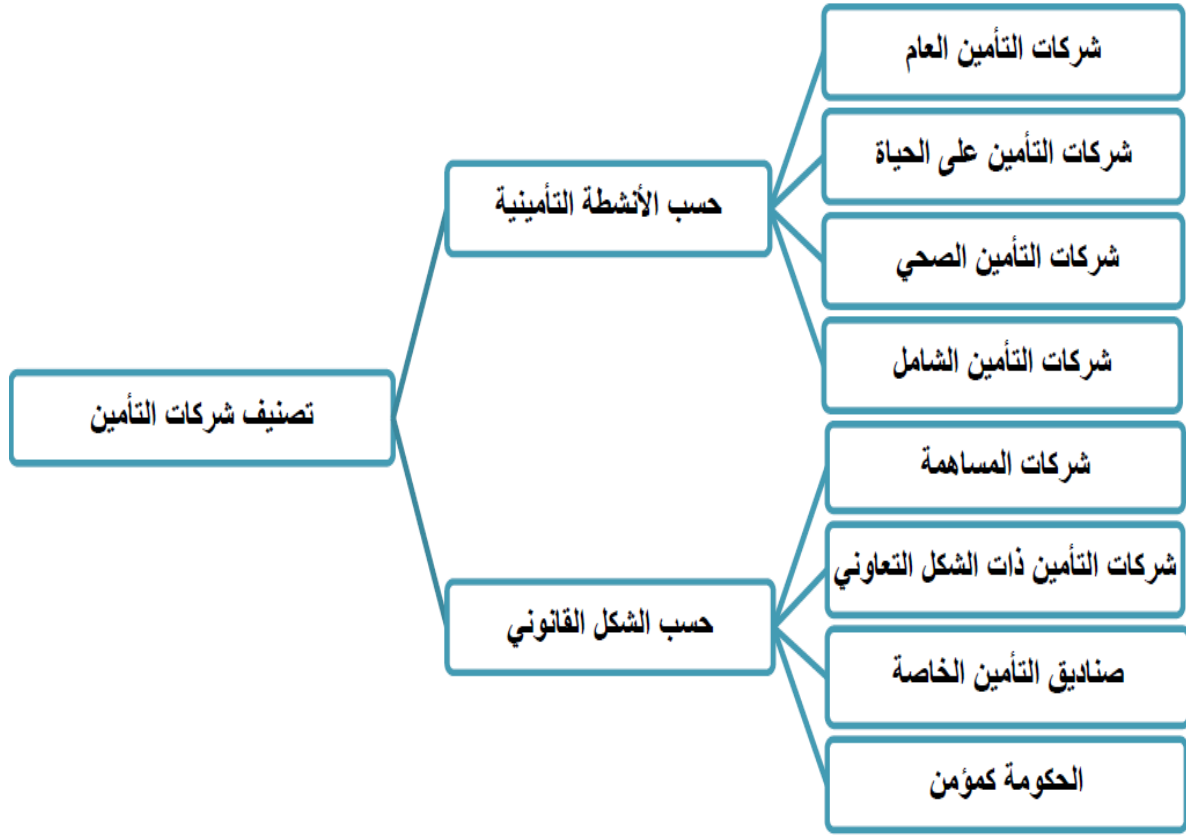 تصنيف شركات التأمين
حسب الأنشطة التأمينية
شركات التأمين العام
شركات التأمين على الحياة
شركات التأمين الصحي
شركات التأمين الشامل
حسب الشكل القانوني
شركات المساهمة
شركات التأمين ذات الشكل التعاوني
صناديق التأمين الخاصة
الحكومة كمؤمن